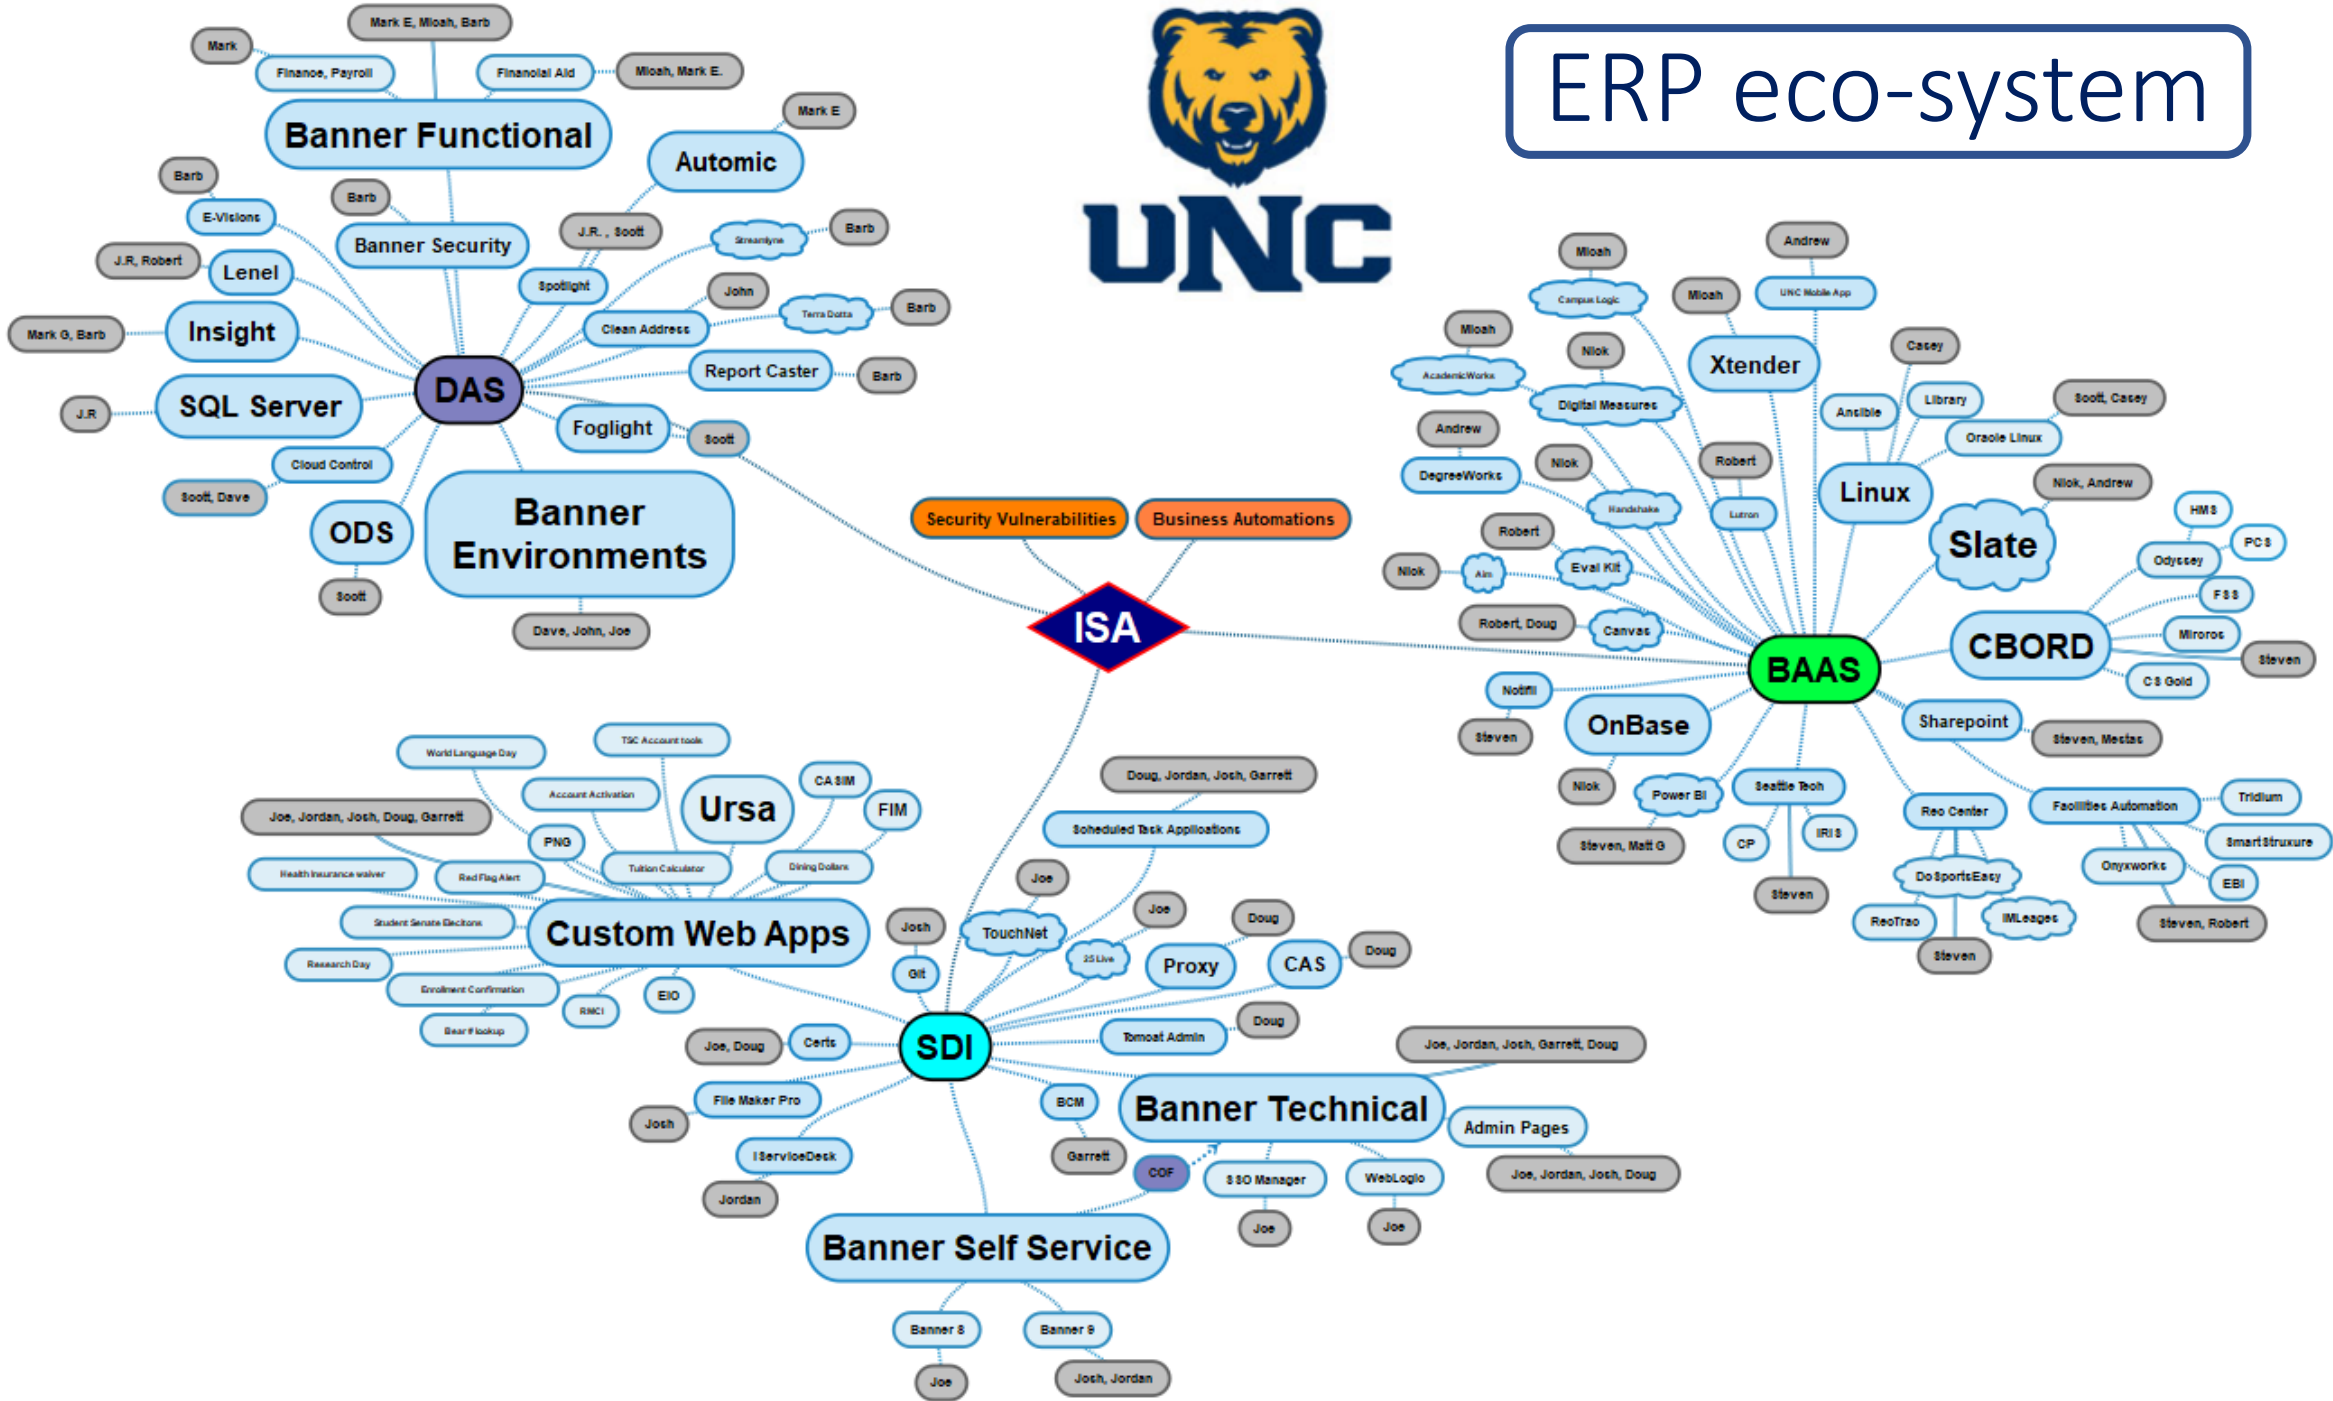 ERP eco-system
UNC
Mark E, Micah, Barb
Mark
Finance, Payroll
Financial Aid
Micah, Mark E.
Banner Functional
Mark E
Automic
Barb
E-Visions
Barb
Banner Security
J.R. , Scott
Streamlyne
Barb
J.R, Robert
Lenel
Spotlight
John
Terra Dotta
Barb
Mark G, Barb
Insight
Clean Address
Report Caster
Barb
DAS
J.R
SQL Server
Foglight
Scott
Cloud Control
Scott, Dave
ODS
Scott
Banner
Environments
Dave, John, Joe
Security Vulnerabilities
Business Automations
ISA
Micah
Campus Logic
Andrew
UNC Mobile App
Micah
Xtender
Micah
AcademicWorks
Nick
Digital Measures
Casey
Ansible
Library
Scott, Casey
Oracle Linux
Linux
Andrew
DegreeWorks
Nick
Handshake
Robert
Lutron
Nick, Andrew
Slate
HMS
PCS
Odyssey
FSS
Micros
CBORD
Steven
CS Gold
Robert
Eval Kit
Nick
Aim
Robert, Doug
Canvas
BAAS
Notifii
Steven
OnBase
Nick
Sharepoint
Steven, Mestas
Power BI
Steven, Matt G
Seattle Tech
CP
IRIS
Steven
Rec Center
DoSportsEasy
RecTrac
IMLeages
Steven
Facilities Automation
Tridium
SmartStruxure
Onyxworks
EBI
Steven, Robert
World Language Day
TSC Account tools
Account Activation
Ursa
CASIM
FIM
Joe, Jordan, Josh, Doug, Garrett
PNG
Tuition Calculator
Dining Dollars
Health Insurance waiver
Red Flag Alert
Student Senate Elecitons
Custom Web Apps
Research Day
Enrollment Confirmation
Bear # lookup
RMCI
EIO
Doug, Jordan, Josh, Garrett
Scheduled Task Applications
Joe
TouchNet
Josh
Git
Joe
25 Live
Doug
Proxy
CAS
Doug
SDI
Joe, Doug
Certs
Tomcat Admin
Doug
File Maker Pro
Josh
IServiceDesk
Jordan
BCM
Garrett
Joe, Jordan, Josh, Garrett, Doug
Banner Technical
Admin Pages
Joe, Jordan, Josh, Doug
COF
SSO Manager
Joe
WebLogic
Joe
Banner Self Service
Banner 8
Joe
Banner 9
Josh, Jordan